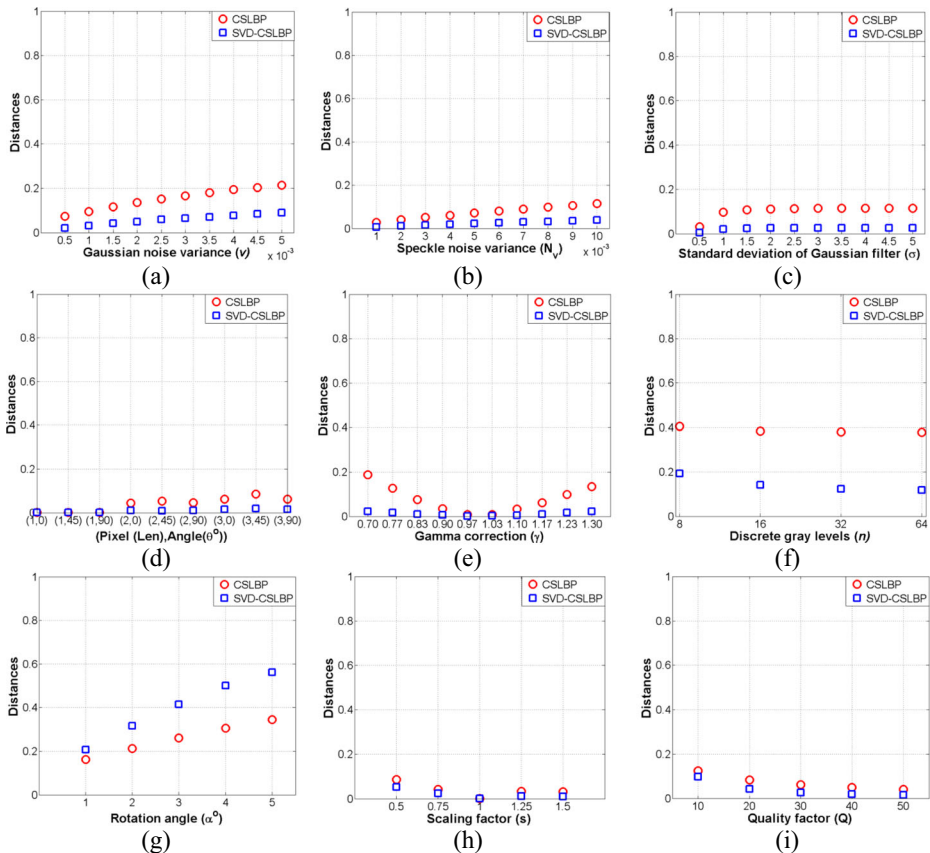 CSLBP
SVD-CSLBP
Distances
1
0.8
0.6
0.4
0.2
0
0.5 1 1.5 2 2.5 3 3.5 4 4.5 5
Gaussian noise variance (v)
x 10⁻³
(a)
CSLBP
SVD-CSLBP
Distances
1
0.8
0.6
0.4
0.2
0
1 2 3 4 5 6 7 8 9 10
Speckle noise variance (Nᵥ)
x 10⁻³
(b)
CSLBP
SVD-CSLBP
Distances
1
0.8
0.6
0.4
0.2
0
0.5 1 1.5 2 2.5 3 3.5 4 4.5 5
Standard deviation of Gaussian filter (σ)
(c)
CSLBP
SVD-CSLBP
Distances
1
0.8
0.6
0.4
0.2
0
(1,0) (1,45) (1,90) (2,0) (2,45) (2,90) (3,0) (3,45) (3,90)
(Pixel (Len),Angle(θ°))
(d)
CSLBP
SVD-CSLBP
Distances
1
0.8
0.6
0.4
0.2
0
0.70 0.77 0.83 0.90 0.97 1.03 1.10 1.17 1.23 1.30
Gamma correction (γ)
(e)
CSLBP
SVD-CSLBP
Distances
1
0.8
0.6
0.4
0.2
0
8 16 32 64
Discrete gray levels (n)
(f)
CSLBP
SVD-CSLBP
Distances
1
0.8
0.6
0.4
0.2
0
1 2 3 4 5
Rotation angle (α°)
(g)
CSLBP
SVD-CSLBP
Distances
1
0.8
0.6
0.4
0.2
0
0.5 0.75 1 1.25 1.5
Scaling factor (s)
(h)
CSLBP
SVD-CSLBP
Distances
1
0.8
0.6
0.4
0.2
0
10 20 30 40 50
Quality factor (Q)
(i)